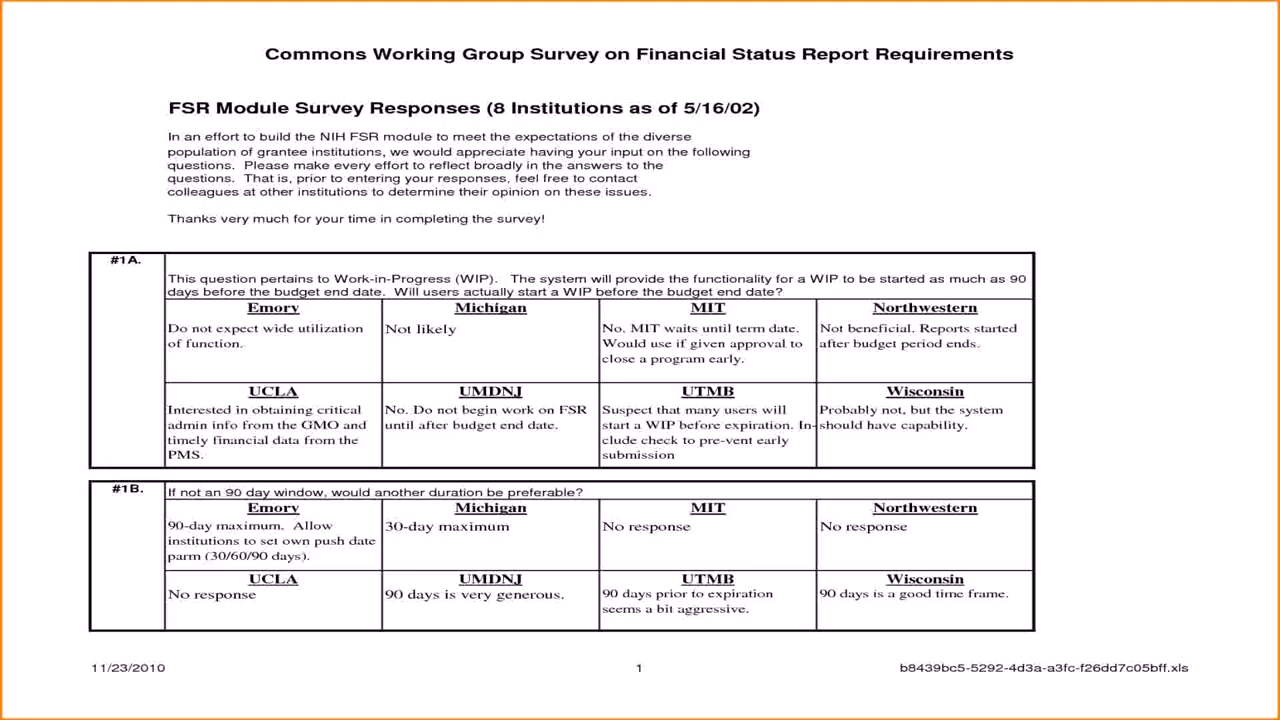 Commons Working Group Survey on Financial Status Report Requirements
FSR Module Survey Responses (8 Institutions as of 5/16/02)
In an effort to build the NIH FSR module to meet the expectations of the diverse
population of grantee institutions, we would appreciate having your input on the following
questions.  Please make every effort to reflect broadly in the answers to the
questions.  That is, prior to entering your responses, feel free to contact
colleagues at other institutions to determine their opinion on these issues.
Thanks very much for your time in completing the survey!
#1A.
This question pertains to Work-in-Progress (WIP).   The system will provide the functionality for a WIP to be started as much as 90
days before the budget end date.  Will users actually start a WIP before the budget end date?
Emory
Do not expect wide utilization
of function.
Michigan
Not likely
MIT
No. MIT waits until term date.
Would use if given approval to
close a program early.
Northwestern
Not beneficial. Reports started
after budget period ends.
UCLA
Interested in obtaining critical
admin info from the GMO and
timely financial data from the
PMS.
UMDNJ
No. Do not begin work on FSR
until after budget end date.
UTMB
Suspect that many users will
start a WIP before expiration. In-
clude check to pre-vent early
submission
Wisconsin
Probably not, but the system
should have capability.
#1B.
If not an 90 day window, would another duration be preferable?
Emory
90-day maximum.  Allow
institutions to set own push date
parm (30/60/90 days).
Michigan
30-day maximum
MIT
No response
Northwestern
No response
UCLA
No response
UMDNJ
90 days is very generous.
UTMB
90 days prior to expiration
seems a bit aggressive.
Wisconsin
90 days is a good time frame.
11/23/2010
1
b8439bc5-5292-4d3a-a3fc-f26dd7c05bff.xls